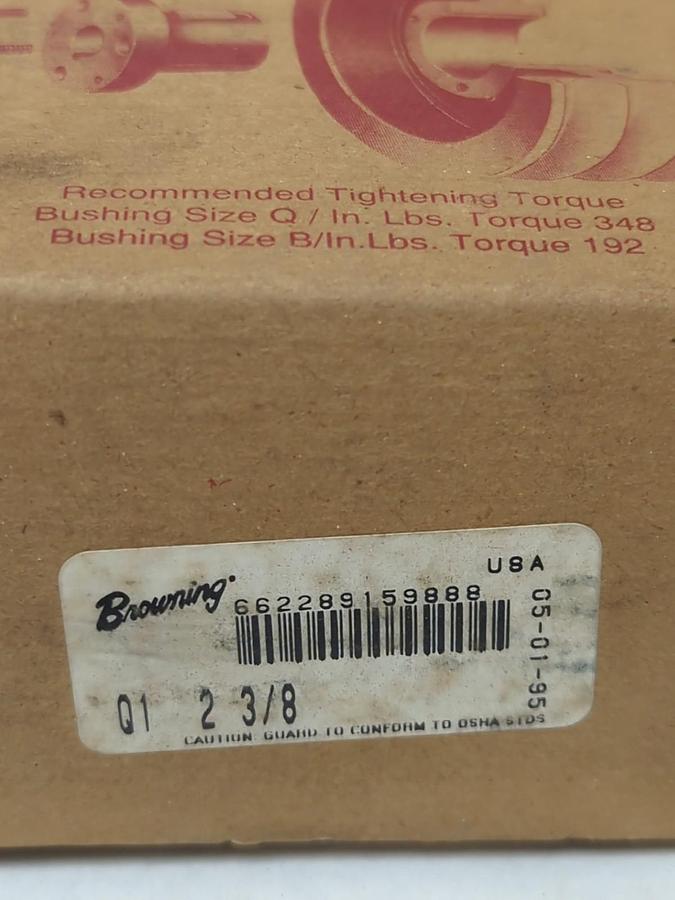 Recommended Tightening Torque
Bushing Size Q / In. Lbs. Torque 348
Bushing Size B/In.Lbs. Torque 192
USA
Browning
662289159888
05-01-95
Q1 2 3/8
CAUTION: GUARD TO CONFORM TO OSHA STDS